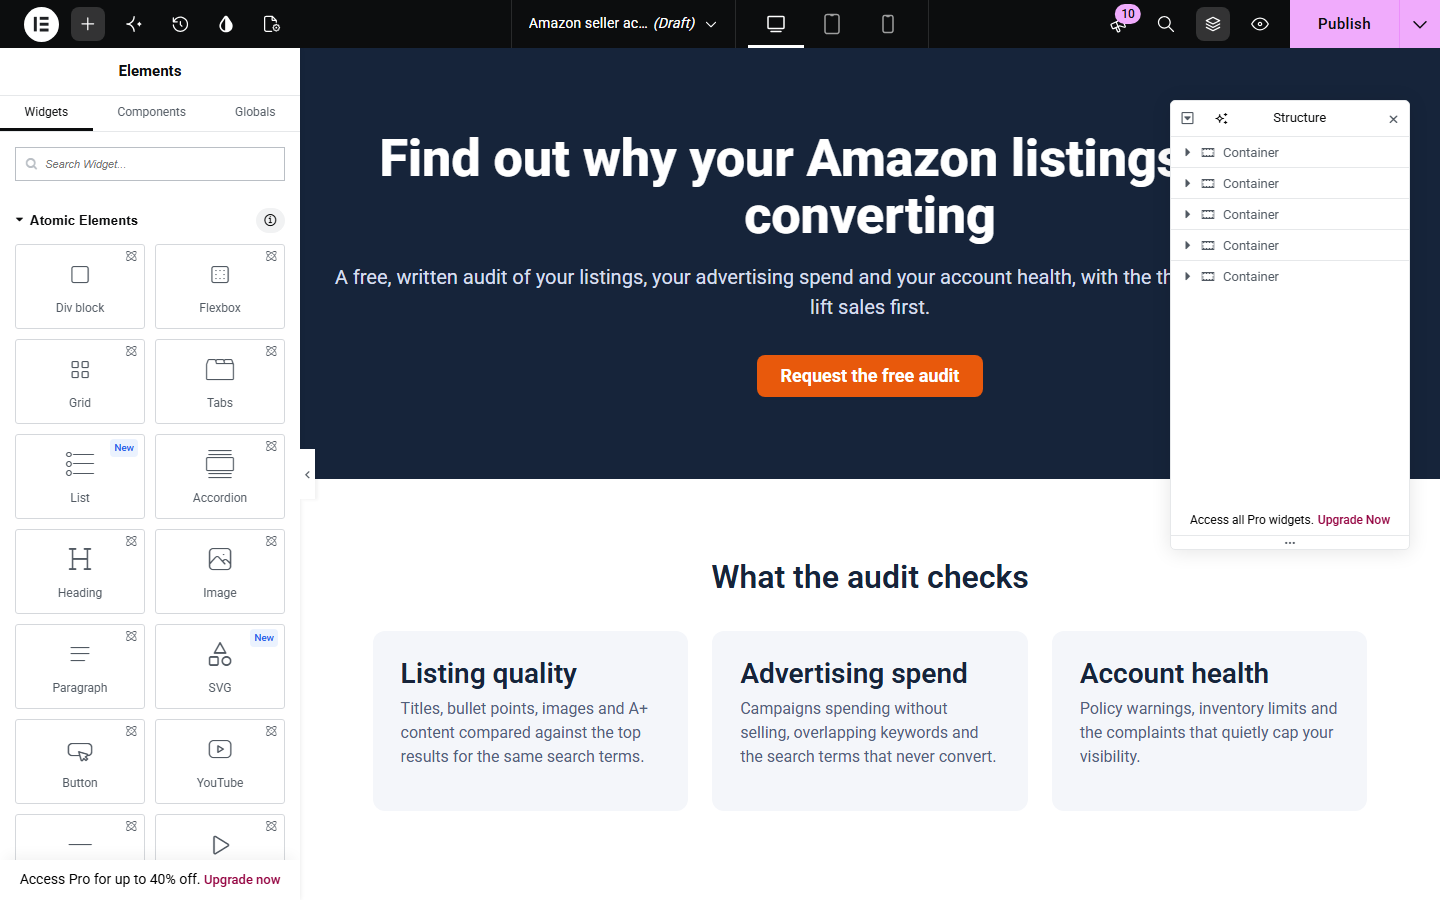 Amazon seller ac... (Draft)
10
Publish
Elements
Widgets
Components
Globals
Search Widget...
Atomic Elements
Div block
Flexbox
Grid
Tabs
New
List
Accordion
Heading
Image
Paragraph
New
SVG
Button
YouTube
Access Pro for up to 40% off. Upgrade now
Find out why your Amazon listings
converting
A free, written audit of your listings, your advertising spend and your account health, with the th
lift sales first.
Request the free audit
Structure
Container
Container
Container
Container
Container
Access all Pro widgets. Upgrade Now
What the audit checks
Listing quality
Titles, bullet points, images and A+
content compared against the top
results for the same search terms.
Advertising spend
Campaigns spending without
selling, overlapping keywords and
the search terms that never convert.
Account health
Policy warnings, inventory limits and
the complaints that quietly cap your
visibility.